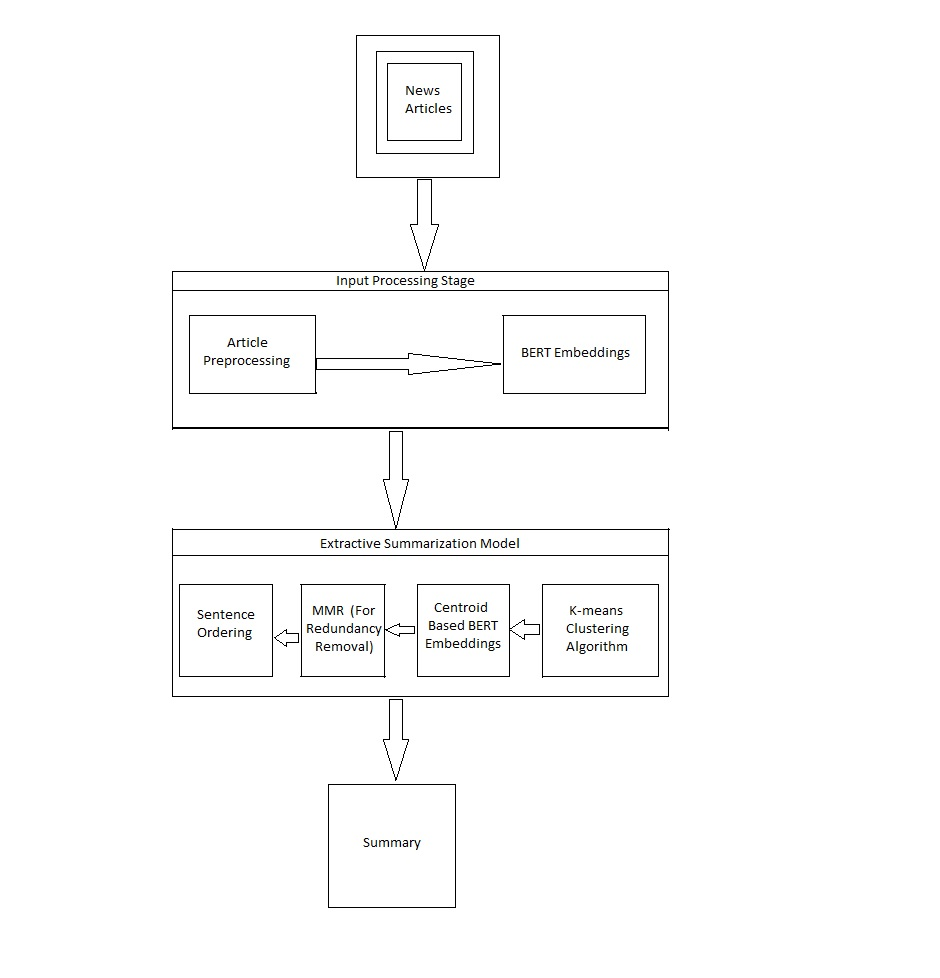 News
Articles
Input Processing Stage
Article
Preprocessing
BERT Embeddings
Extractive Summarization Model
Sentence
Ordering
MMR (For
Redundancy
Removal)
Centroid
Based BERT
Embeddings
K-means
Clustering
Algorithm
Summary